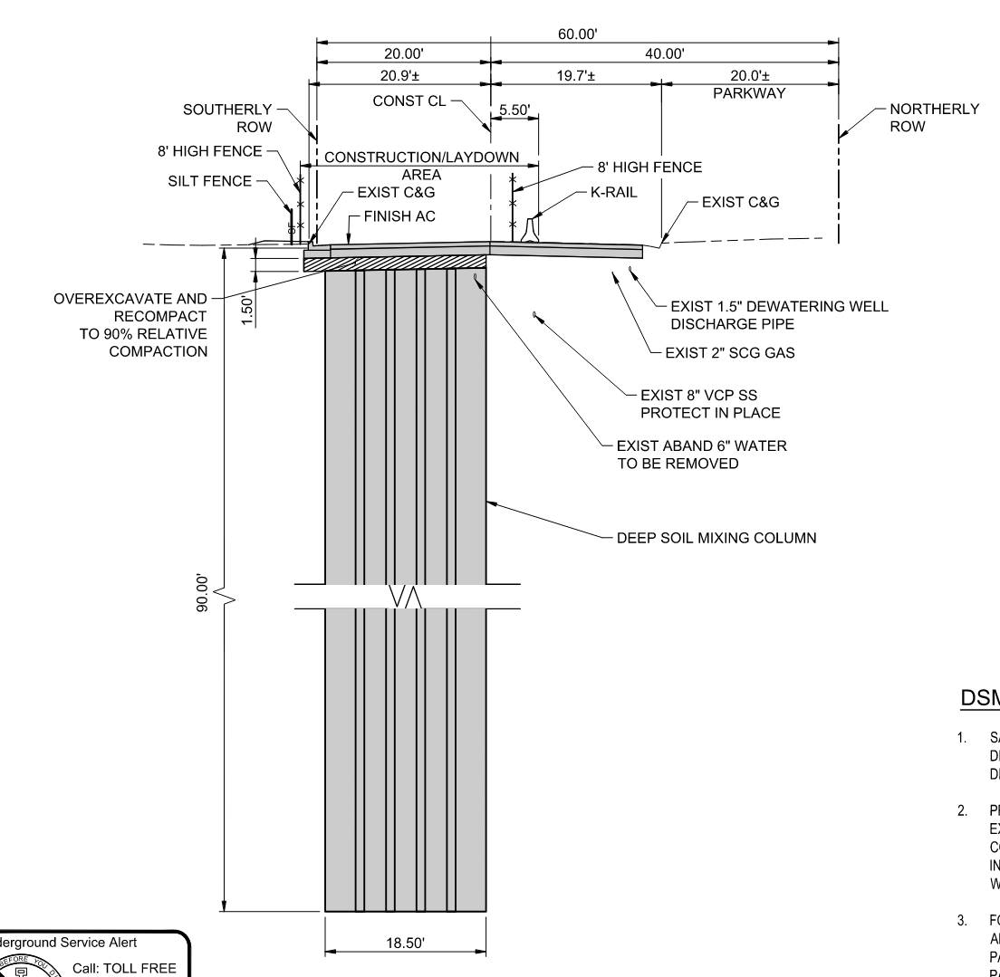 60.00'
20.00'
40.00'
20.9'±
19.7'±
20.0'±
PARKWAY
CONST CL
5.50'
SOUTHERLY
ROW
NORTHERLY
ROW
8' HIGH FENCE
CONSTRUCTION/LAYDOWN
AREA
8' HIGH FENCE
SILT FENCE
EXIST C&G
K-RAIL
FINISH AC
EXIST C&G
SF
OVEREXCAVATE AND
RECOMPACT
TO 90% RELATIVE
COMPACTION
1.50'
EXIST 1.5" DEWATERING WELL
DISCHARGE PIPE
EXIST 2" SCG GAS
EXIST 8" VCP SS
PROTECT IN PLACE
EXIST ABAND 6" WATER
TO BE REMOVED
DEEP SOIL MIXING COLUMN
90.00'
18.50'
DSM
1.
2.
3.
Service Alert
Call: TOLL FREE
BEFORE YOU